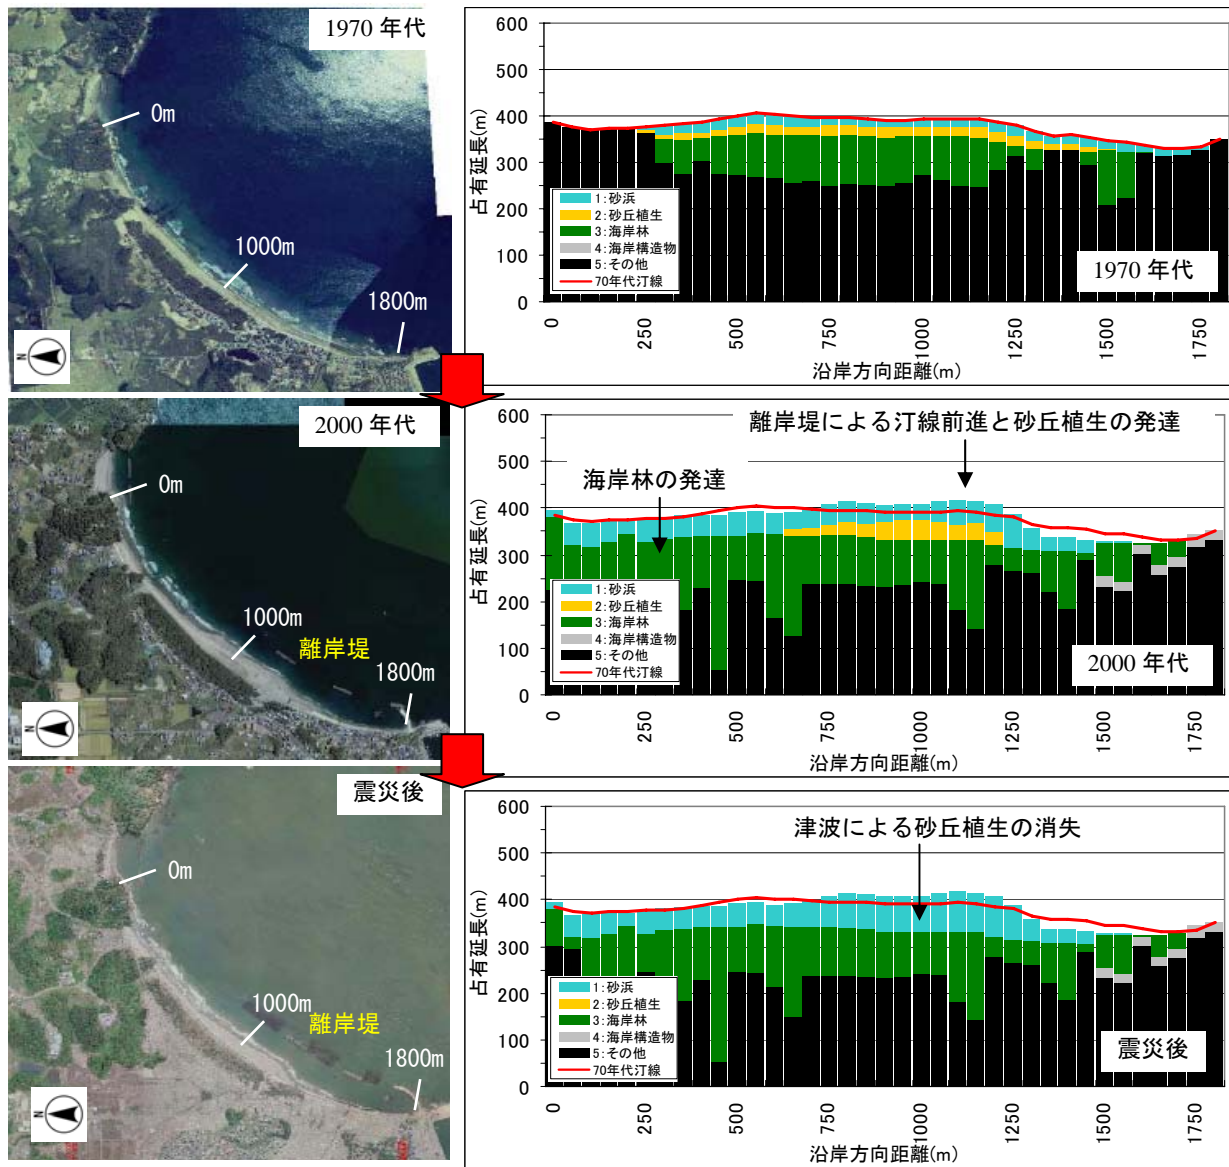 1970 年代
0m
1000m
1800m
N
占有延長(m)
600
500
400
300
200
100
0
1:砂浜
2:砂丘植生
3:海岸林
4:海岸構造物
5:その他
70年代汀線
1970 年代
0
250
500
750
1000
1250
1500
1750
沿岸方向距離(m)
2000 年代
0m
1000m
離岸堤
1800m
N
離岸堤による汀線前進と砂丘植生の発達
海岸林の発達
占有延長(m)
600
500
400
300
200
100
0
1:砂浜
2:砂丘植生
3:海岸林
4:海岸構造物
5:その他
70年代汀線
2000 年代
0
250
500
750
1000
1250
1500
1750
沿岸方向距離(m)
震災後
0m
1000m
離岸堤
1800m
N
津波による砂丘植生の消失
占有延長(m)
600
500
400
300
200
100
0
1:砂浜
2:砂丘植生
3:海岸林
4:海岸構造物
5:その他
70年代汀線
震災後
0
250
500
750
1000
1250
1500
1750
沿岸方向距離(m)